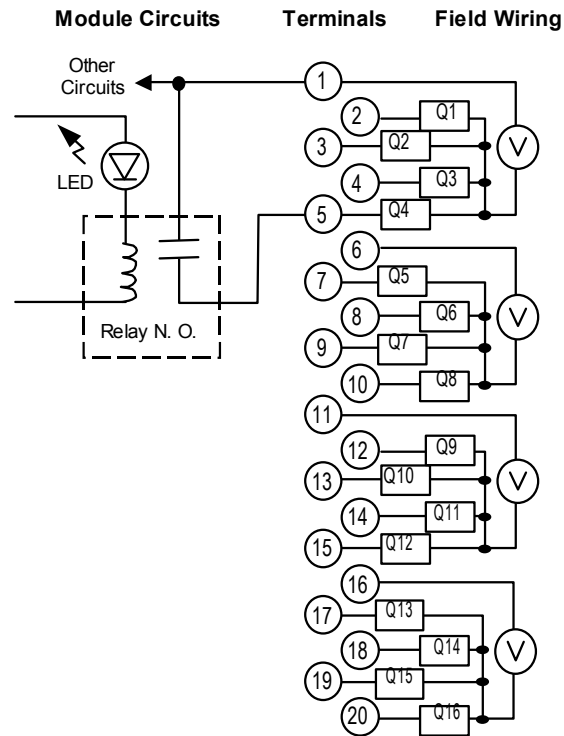 Module Circuits Terminals Field Wiring
Other
Circuits
1
2 Q1
3 Q2
V
LED
4 Q3
5 Q4
6
7 Q5
8 Q6
V
Relay N. O.
9 Q7
10 Q8
11
12 Q9
13 Q10
V
14 Q11
15 Q12
16
17 Q13
18 Q14
V
19 Q15
20 Q16